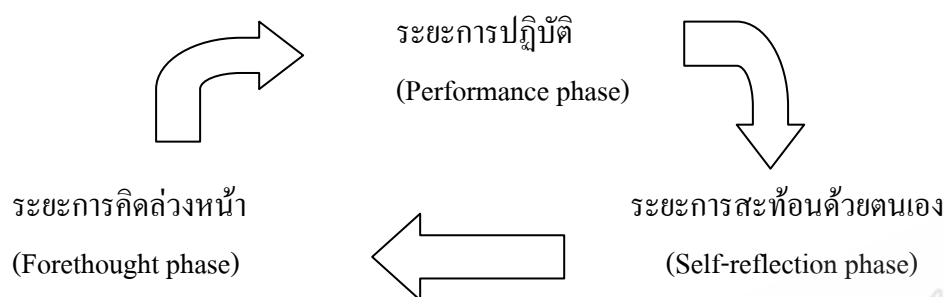 ระยะการปฏิบัติ
(Performance phase)
ระยะการคิดล่วงหน้า
(Forethought phase)
ระยะการสะท้อนด้วยตนเอง
(Self-reflection phase)